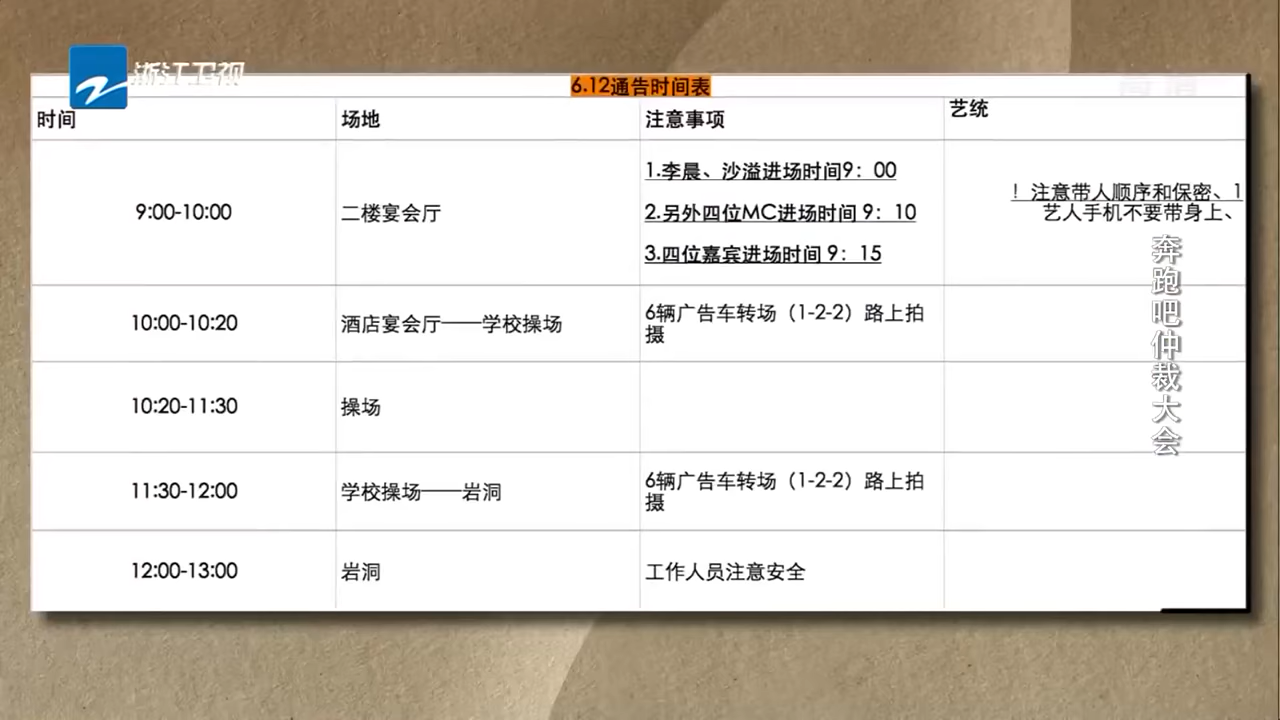 浙江卫视
6.12通告时间表
时间 场地 注意事项 艺统
9:00-10:00 二楼宴会厅
1.李晨、沙溢进场时间9：00
2.另外四位MC进场时间 9：10
3.四位嘉宾进场时间 9：15
！注意带人顺序和保密、1
艺人手机不要带身上、
10:00-10:20 酒店宴会厅——学校操场 6辆广告车转场（1-2-2）路上拍
摄
10:20-11:30 操场
11:30-12:00 学校操场——岩洞 6辆广告车转场（1-2-2）路上拍
摄
12:00-13:00 岩洞 工作人员注意安全
奔跑吧仲裁大会